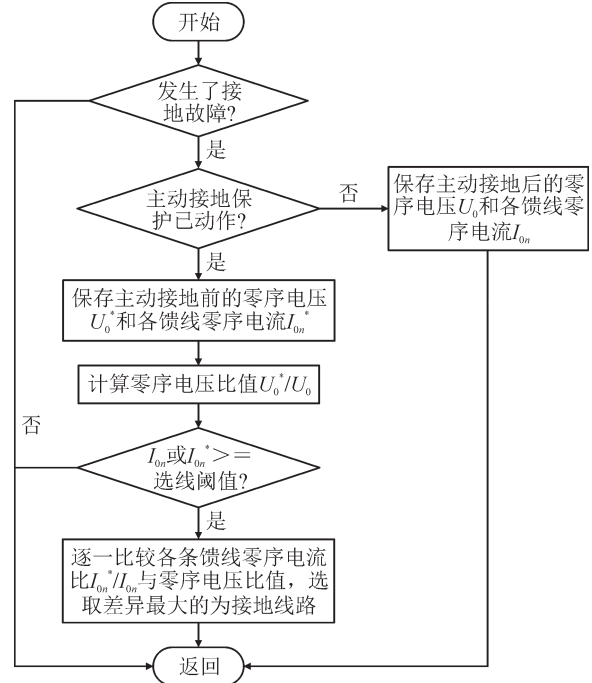 开始
发生了接
地故障?
是
主动接地保
护已动作?
否
保存主动接地后的零
序电压U₀和各馈线零
序电流I₀ₙ
是
保存主动接地前的零序电压
U₀*和各馈线零序电流I₀ₙ*
计算零序电压比值U₀*/U₀
否
I₀ₙ或I₀ₙ*>=
选线阈值?
是
逐一比较各条馈线零序电流
比I₀ₙ*/I₀ₙ与零序电压比值，选
取差异最大的为接地线路
返回